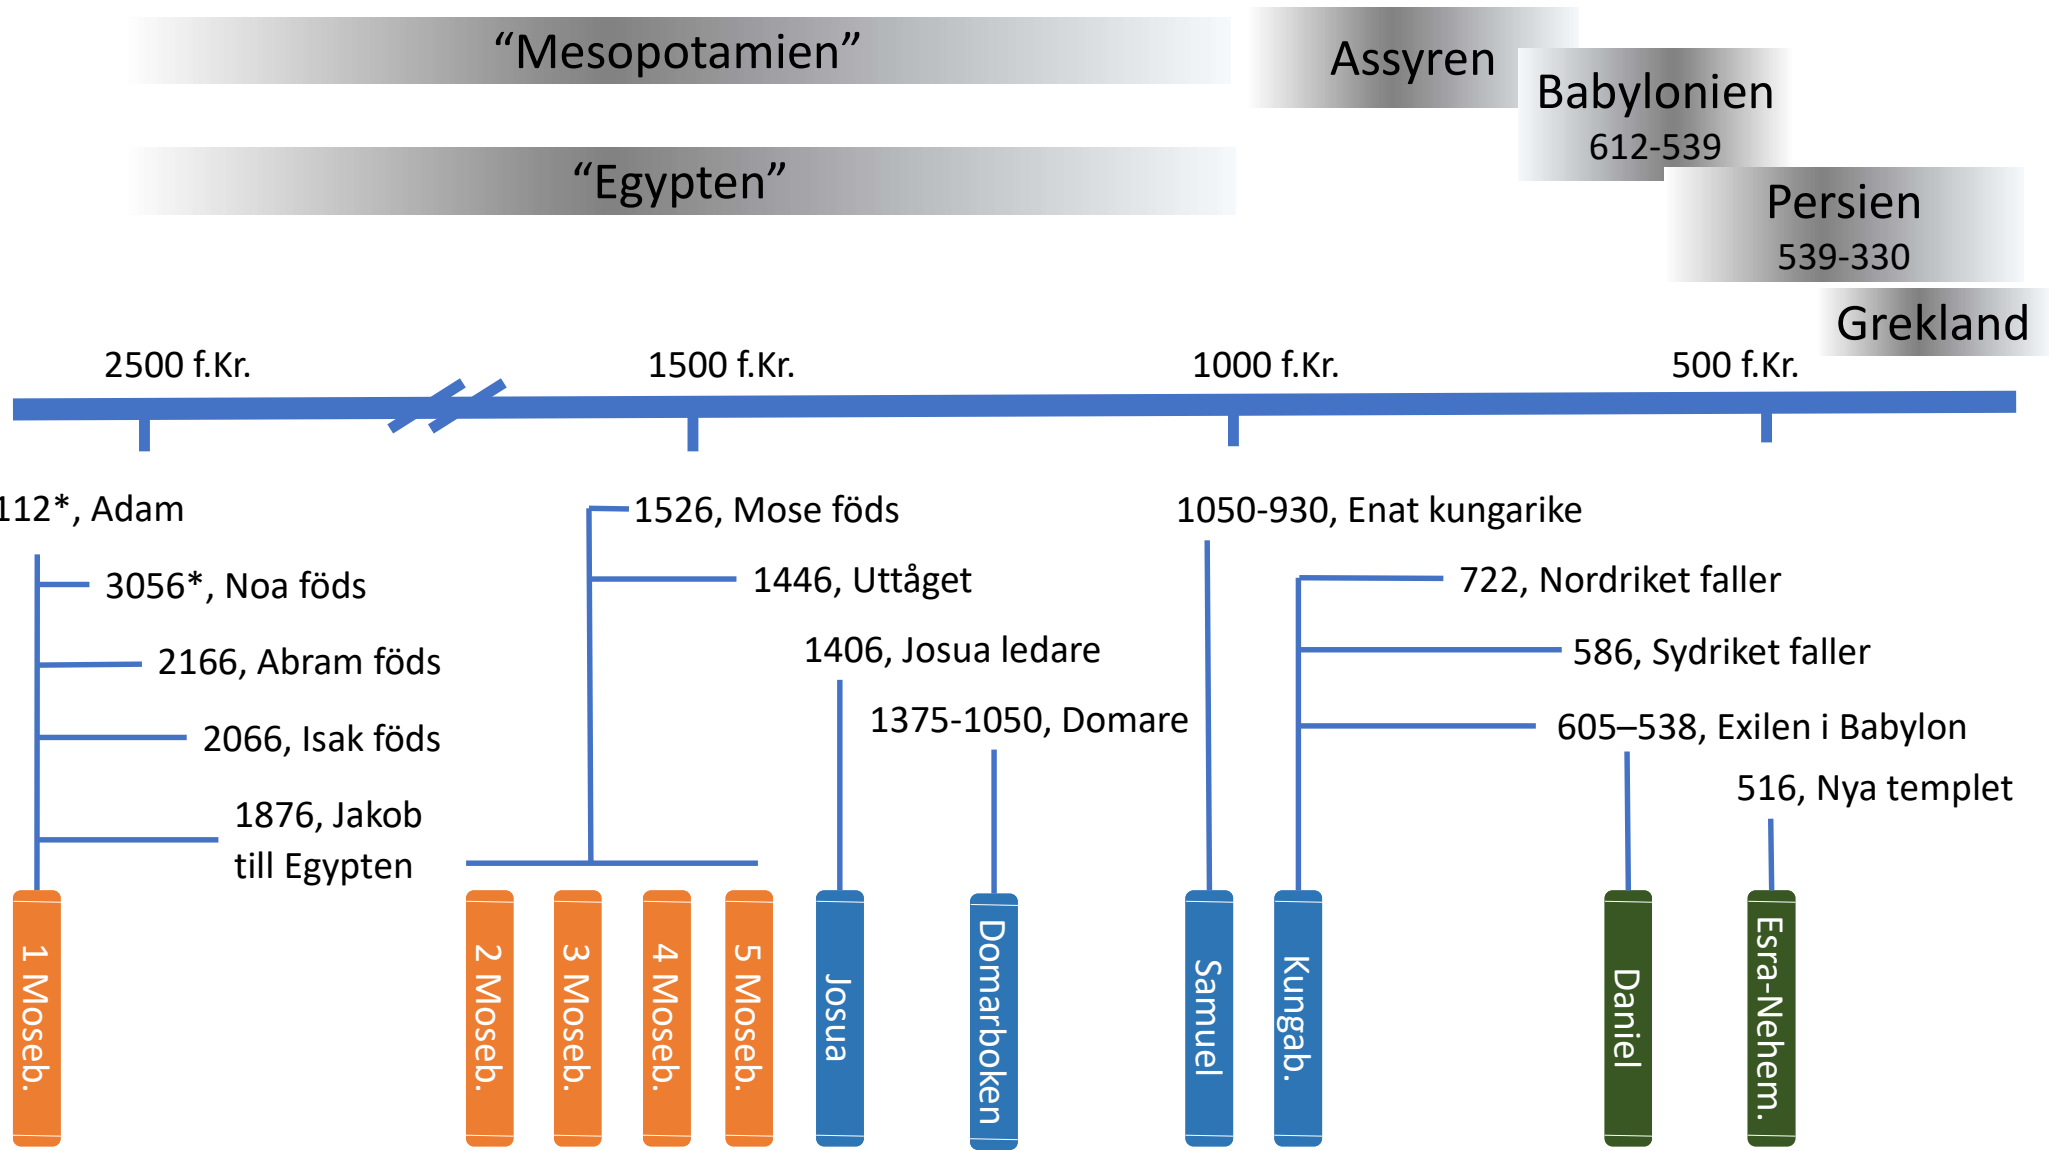 “Mesopotamien”
Assyren
Babylonien
612-539
“Egypten”
Persien
539-330
Grekland
2500 f.Kr.
1500 f.Kr.
1000 f.Kr.
500 f.Kr.
112*, Adam
3056*, Noa föds
2166, Abram föds
2066, Isak föds
1876, Jakob
till Egypten
1526, Mose föds
1446, Uttåget
1406, Josua ledare
1375-1050, Domare
1050-930, Enat kungarike
722, Nordriket faller
586, Sydriket faller
605–538, Exilen i Babylon
516, Nya templet
1 Moseb.
2 Moseb.
3 Moseb.
4 Moseb.
5 Moseb.
Josua
Domarboken
Samuel
Kungab.
Daniel
Esra-Nehem.